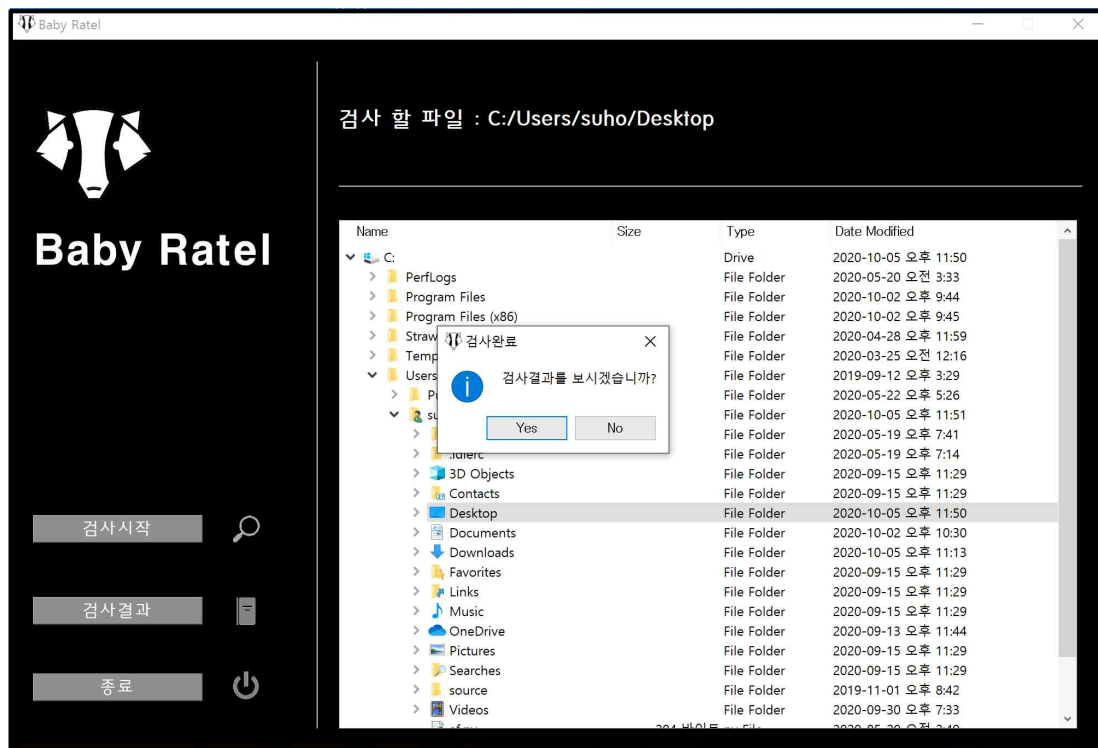 Baby Ratel
검사 할 파일 : C:/Users/suho/Desktop
Baby Ratel
Name Size Type Date Modified
C: Drive 2020-10-05 오후 11:50
PerfLogs File Folder 2020-05-20 오전 3:33
Program Files File Folder 2020-10-02 오후 9:44
Program Files (x86) File Folder 2020-10-02 오후 9:45
Straw File Folder 2020-04-28 오후 11:59
Temp File Folder 2020-03-25 오전 12:16
Users File Folder 2019-09-12 오후 3:29
File Folder 2020-05-22 오후 5:26
File Folder 2020-10-05 오후 11:51
File Folder 2020-05-19 오후 7:41
.idlerc File Folder 2020-05-19 오후 7:14
3D Objects File Folder 2020-09-15 오후 11:29
Contacts File Folder 2020-09-15 오후 11:29
Desktop File Folder 2020-10-05 오후 11:50
Documents File Folder 2020-10-02 오후 10:30
Downloads File Folder 2020-10-05 오후 11:13
Favorites File Folder 2020-09-15 오후 11:29
Links File Folder 2020-09-15 오후 11:29
Music File Folder 2020-09-15 오후 11:29
OneDrive File Folder 2020-09-13 오후 11:44
Pictures File Folder 2020-09-15 오후 11:29
Searches File Folder 2020-09-15 오후 11:29
source File Folder 2019-11-01 오후 8:42
Videos File Folder 2020-09-30 오후 7:33
검사완료
검사결과를 보시겠습니까?
Yes No
검사시작
검사결과
종료